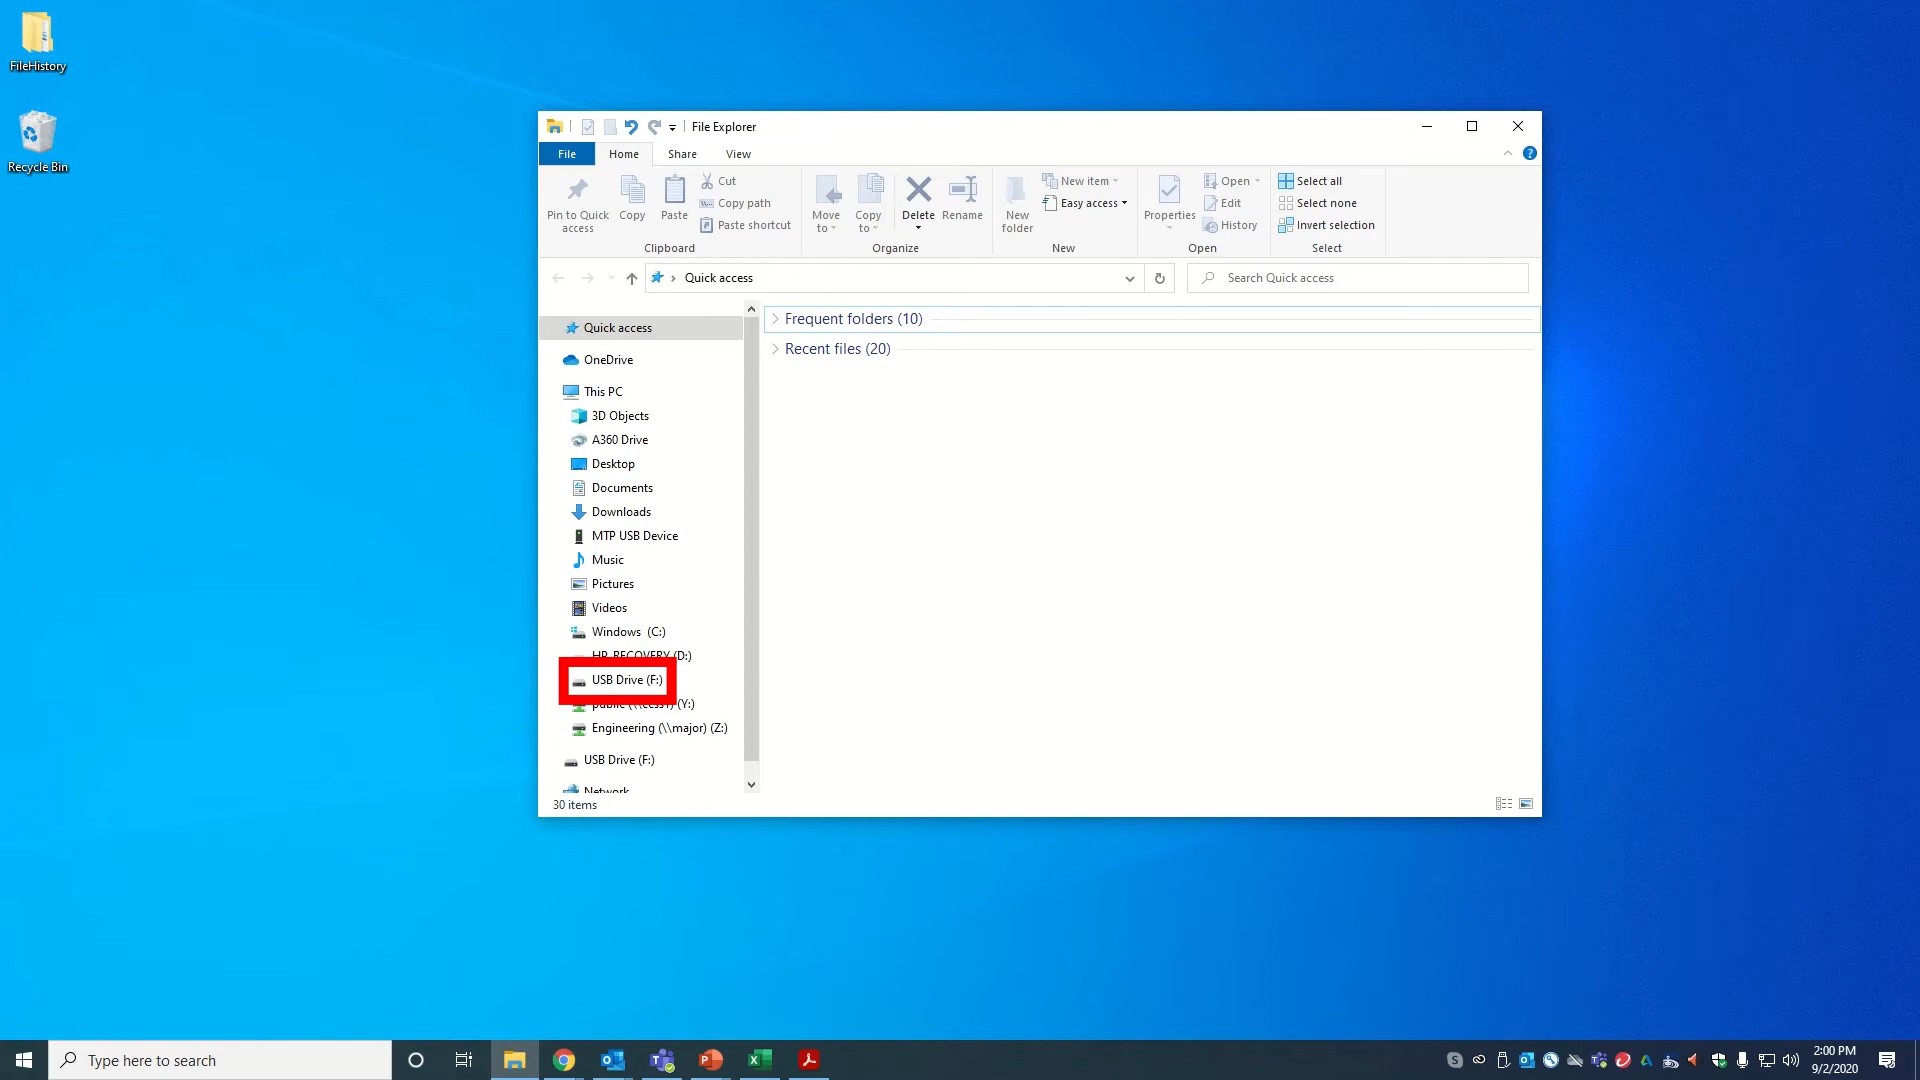 FileHistory
Recycle Bin
File Explorer
File Home Share View
Pin to Quick access
Copy
Paste
Cut
Copy path
Paste shortcut
Clipboard
Move to
Copy to
Delete
Rename
Organize
New folder
New item
Easy access
New
Properties
Open
Edit
History
Open
Select all
Select none
Invert selection
Select
Quick access
Search Quick access
Quick access
OneDrive
This PC
3D Objects
A360 Drive
Desktop
Documents
Downloads
MTP USB Device
Music
Pictures
Videos
Windows (C:)
HP_RECOVERY (D:)
USB Drive (F:)
public (\\ccss1) (Y:)
Engineering (\\major) (Z:)
USB Drive (F:)
Network
Frequent folders (10)
Recent files (20)
30 items
Type here to search
2:00 PM
9/2/2020